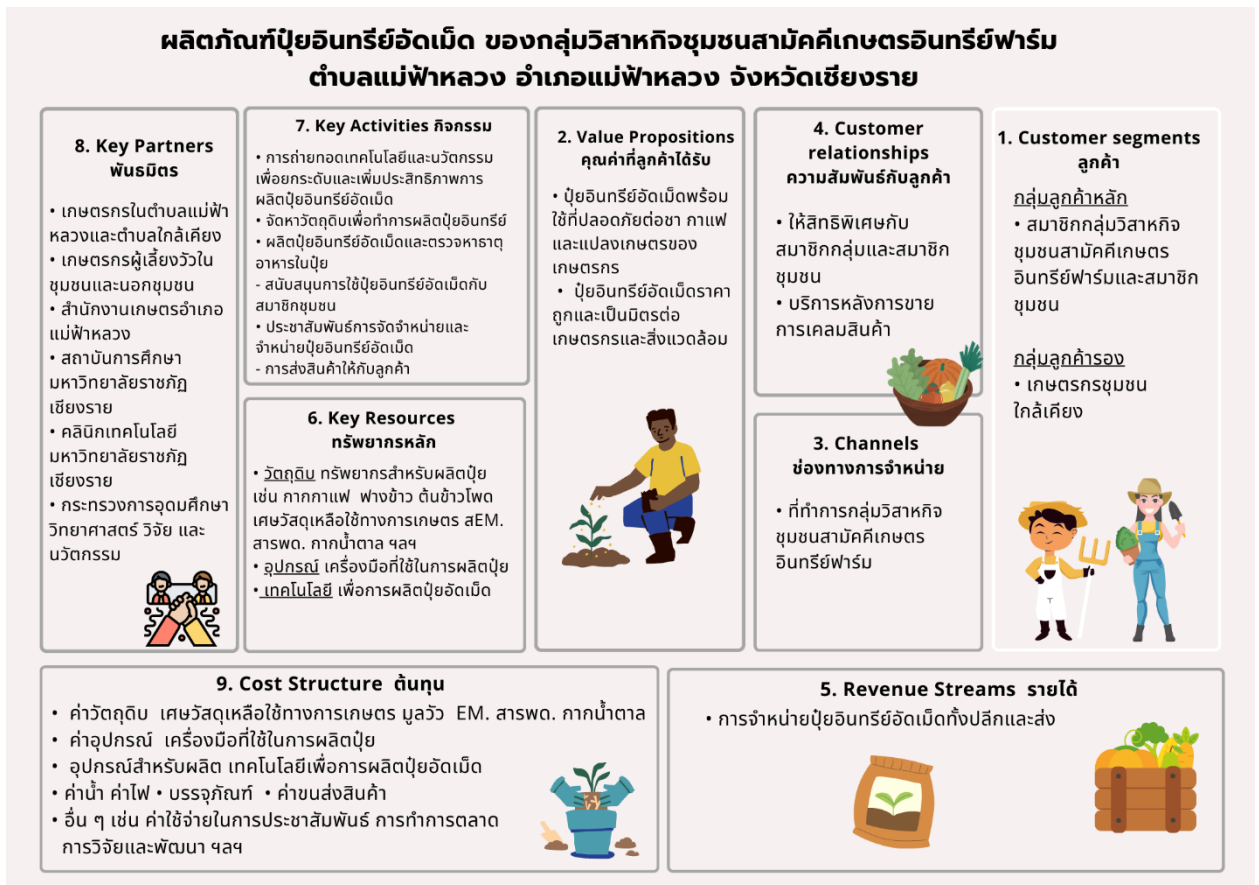 ผลิตภัณฑ์ปุ๋ยอินทรีย์อัดเม็ด ของกลุ่มวิสาหกิจชุมชนสามัคคีเกษตรอินทรีย์ฟาร์ม
ตำบลแม่ฟ้าหลวง อำเภอแม่ฟ้าหลวง จังหวัดเชียงราย
8. Key Partners
พันธมิตร
• เกษตรกรในตำบลแม่ฟ้า
หลวงและตำบลใกล้เคียง
• เกษตรกรผู้เลี้ยงวัวใน
ชุมชนและนอกชุมชน
• สำนักงานเกษตรอำเภอ
แม่ฟ้าหลวง
• สถาบันการศึกษา
มหาวิทยาลัยราชภัฏ
เชียงราย
• คลินิกเทคโนโลยี
มหาวิทยาลัยราชภัฏ
เชียงราย
• กระทรวงการอุดมศึกษา
วิทยาศาสตร์ วิจัย และ
นวัตกรรม
7. Key Activities กิจกรรม
• การถ่ายทอดเทคโนโลยีและนวัตกรรม
เพื่อยกระดับและเพิ่มประสิทธิภาพการ
ผลิตปุ๋ยอินทรีย์อัดเม็ด
• จัดหาวัตถุดิบเพื่อทำการผลิตปุ๋ยอินทรีย์
• ผลิตปุ๋ยอินทรีย์อัดเม็ดและตรวจหาธาตุ
อาหารในปุ๋ย
- สนับสนุนการใช้ปุ๋ยอินทรีย์อัดเม็ดกับ
สมาชิกชุมชน
• ประชาสัมพันธ์การจัดจำหน่ายและ
จำหน่ายปุ๋ยอินทรีย์อัดเม็ด
- การส่งสินค้าให้กับลูกค้า
6. Key Resources
ทรัพยากรหลัก
• วัตถุดิบ ทรัพยากรสำหรับผลิตปุ๋ย
เช่น กากกาแฟ ฟางข้าว ต้นข้าวโพด
เศษวัสดุเหลือใช้ทางการเกษตร สEM.
สารพด. กากน้ำตาล ฯลฯ
• อุปกรณ์ เครื่องมือที่ใช้ในการผลิตปุ๋ย
• เทคโนโลยี เพื่อการผลิตปุ๋ยอัดเม็ด
2. Value Propositions
คุณค่าที่ลูกค้าได้รับ
• ปุ๋ยอินทรีย์อัดเม็ดพร้อม
ใช้ที่ปลอดภัยต่อชา กาแฟ
และแปลงเกษตรของ
เกษตรกร
• ปุ๋ยอินทรีย์อัดเม็ดราคา
ถูกและเป็นมิตรต่อ
เกษตรกรและสิ่งแวดล้อม
4. Customer
relationships
ความสัมพันธ์กับลูกค้า
• ให้สิทธิพิเศษกับ
สมาชิกกลุ่มและสมาชิก
ชุมชน
• บริการหลังการขาย
การเคลมสินค้า
3. Channels
ช่องทางการจำหน่าย
• ที่ทำการกลุ่มวิสาหกิจ
ชุมชนสามัคคีเกษตร
อินทรีย์ฟาร์ม
1. Customer segments
ลูกค้า
กลุ่มลูกค้าหลัก
• สมาชิกกลุ่มวิสาหกิจ
ชุมชนสามัคคีเกษตร
อินทรีย์ฟาร์มและสมาชิก
ชุมชน
กลุ่มลูกค้ารอง
• เกษตรกรชุมชน
ใกล้เคียง
9. Cost Structure ต้นทุน
• ค่าวัตถุดิบ เศษวัสดุเหลือใช้ทางการเกษตร มูลวัว EM. สารพด. กากน้ำตาล
• ค่าอุปกรณ์ เครื่องมือที่ใช้ในการผลิตปุ๋ย
• อุปกรณ์สำหรับผลิต เทคโนโลยีเพื่อการผลิตปุ๋ยอัดเม็ด
• ค่าน้ำ ค่าไฟ • บรรจุภัณฑ์ • ค่าขนส่งสินค้า
• อื่น ๆ เช่น ค่าใช้จ่ายในการประชาสัมพันธ์ การทำการตลาด
การวิจัยและพัฒนา ฯลฯ
5. Revenue Streams รายได้
• การจำหน่ายปุ๋ยอินทรีย์อัดเม็ดทั้งปลีกและส่ง